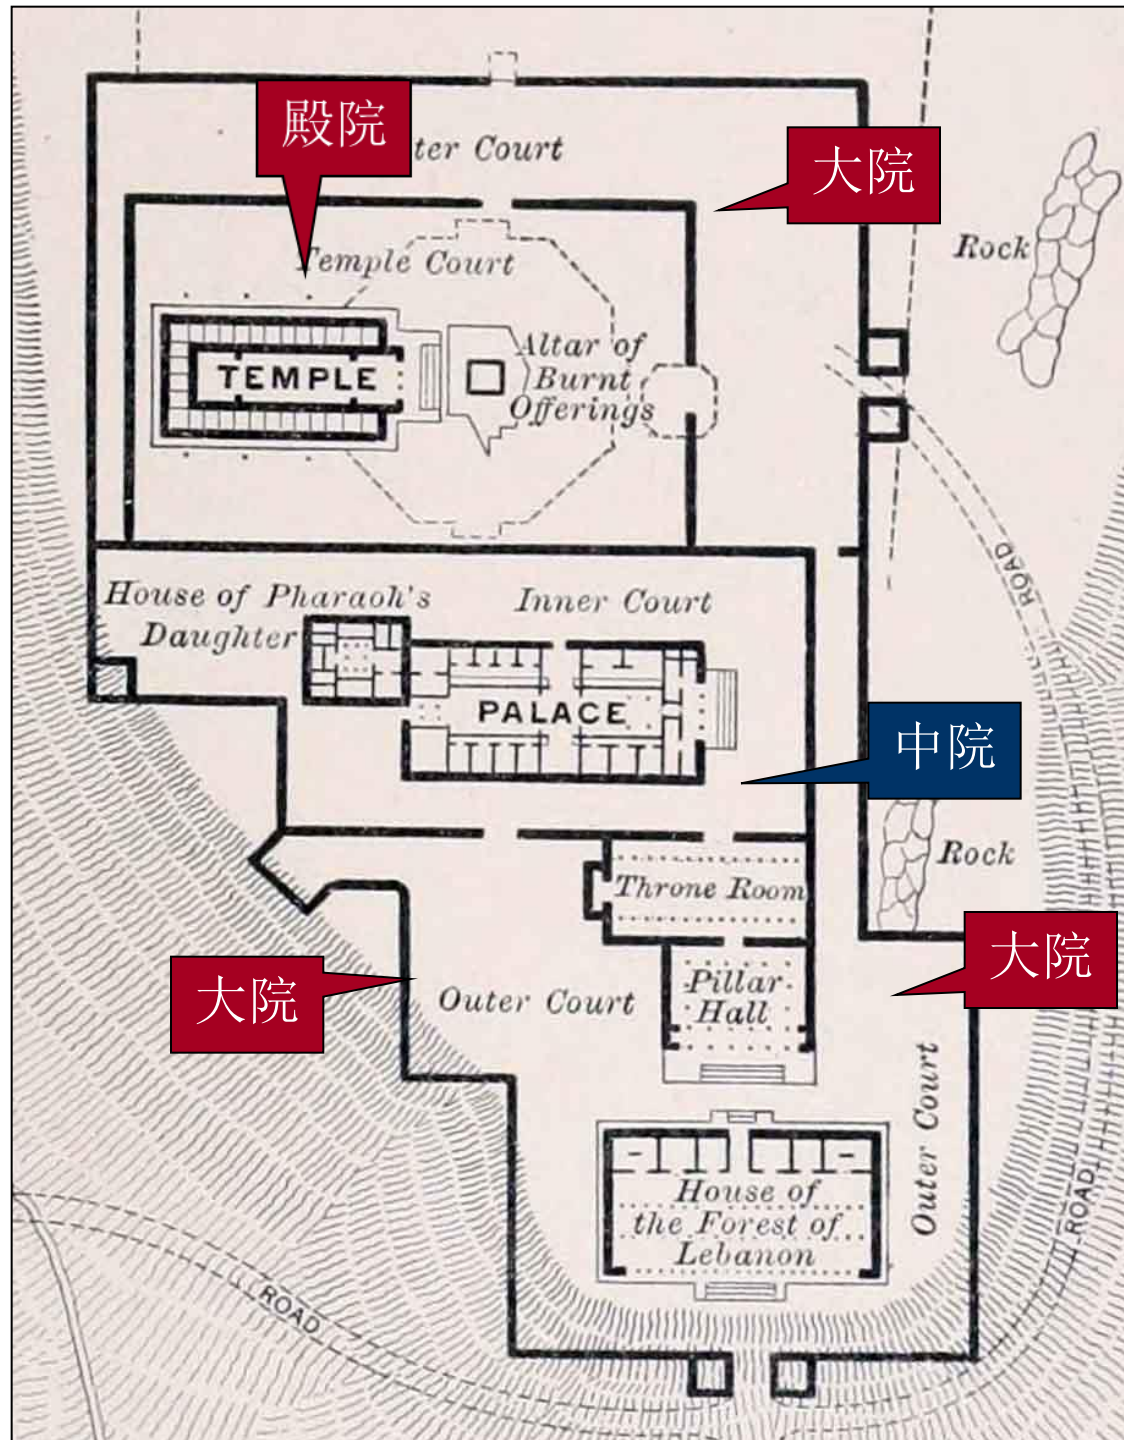 殿院
ter Court
大院
Temple Court
Rock
Altar of
Burnt
Offerings
TEMPLE
ROAD
House of Pharaoh's
Daughter
Inner Court
PALACE
中院
Rock
Throne Room
大院
Pillar
Hall
大院
Outer Court
Outer Court
House of
the Forest of
Lebanon
ROAD
ROAD